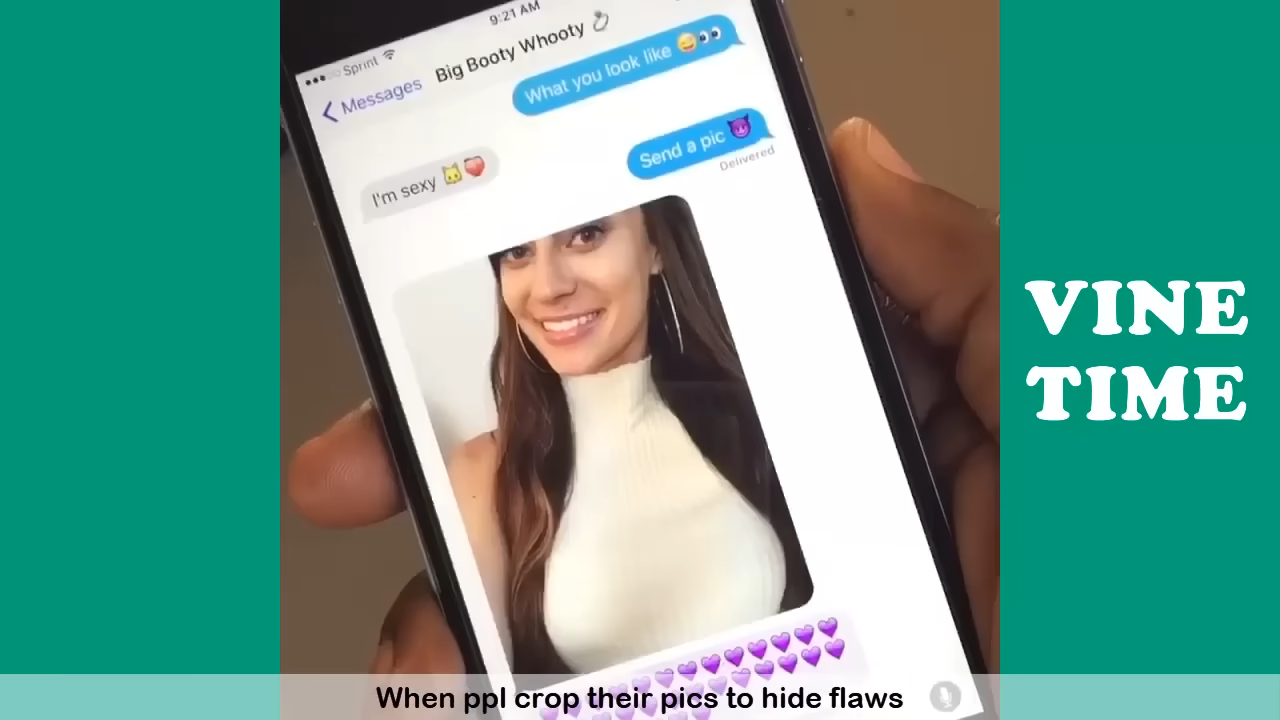 9:21 AM
Sprint
Messages
Big Booty Whooty 💍
What you look like 😜👀
Send a pic 😈
Delivered
I'm sexy 🐱❤️
VINE
TIME
When ppl crop their pics to hide flaws